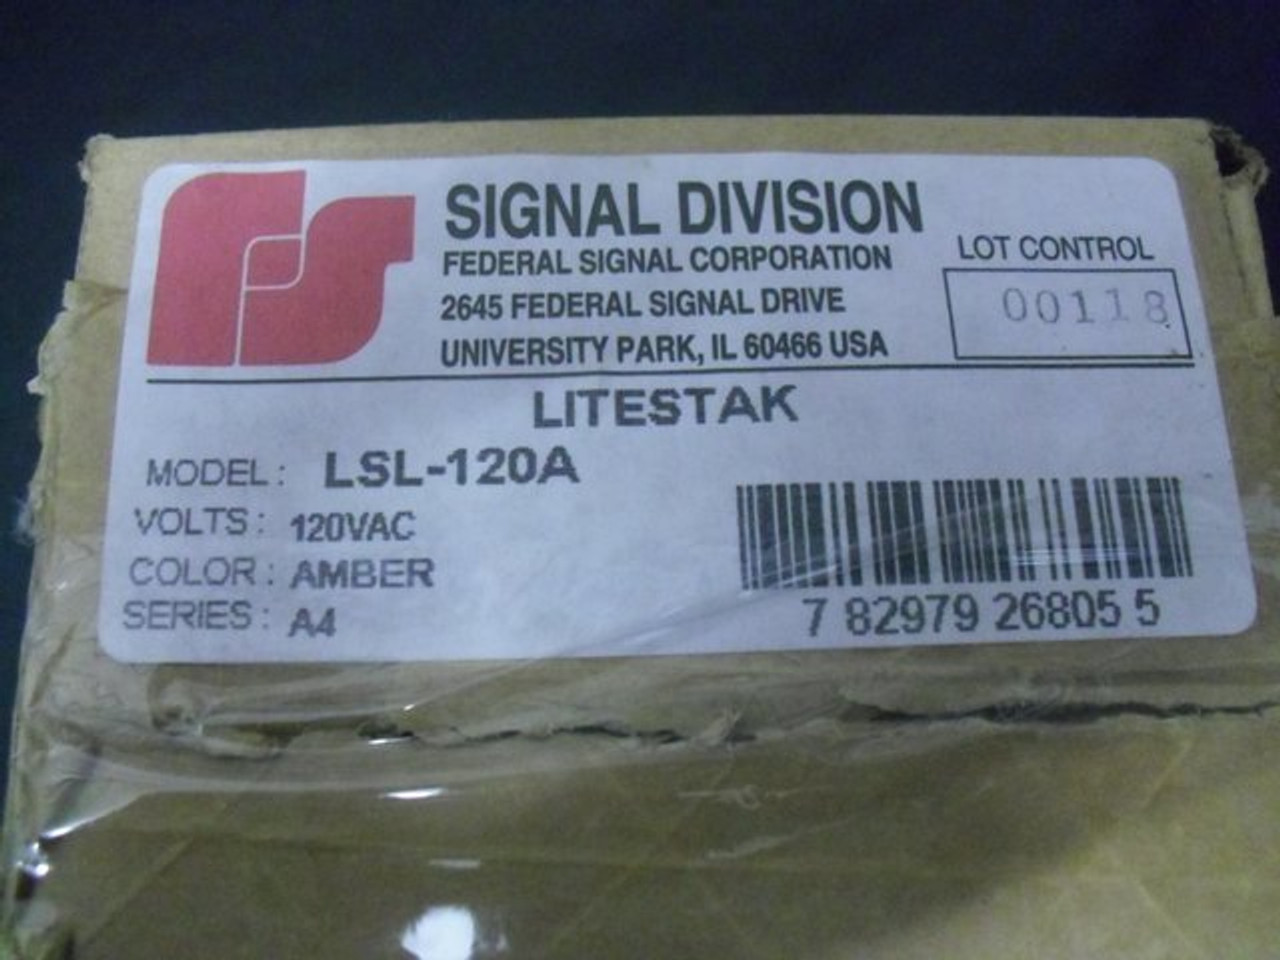 SIGNAL DIVISION
FEDERAL SIGNAL CORPORATION
2645 FEDERAL SIGNAL DRIVE
UNIVERSITY PARK, IL 60466 USA
LOT CONTROL
00118
LITESTAK
MODEL: LSL-120A
VOLTS: 120VAC
COLOR: AMBER
SERIES: A4
7 82979 26805 5